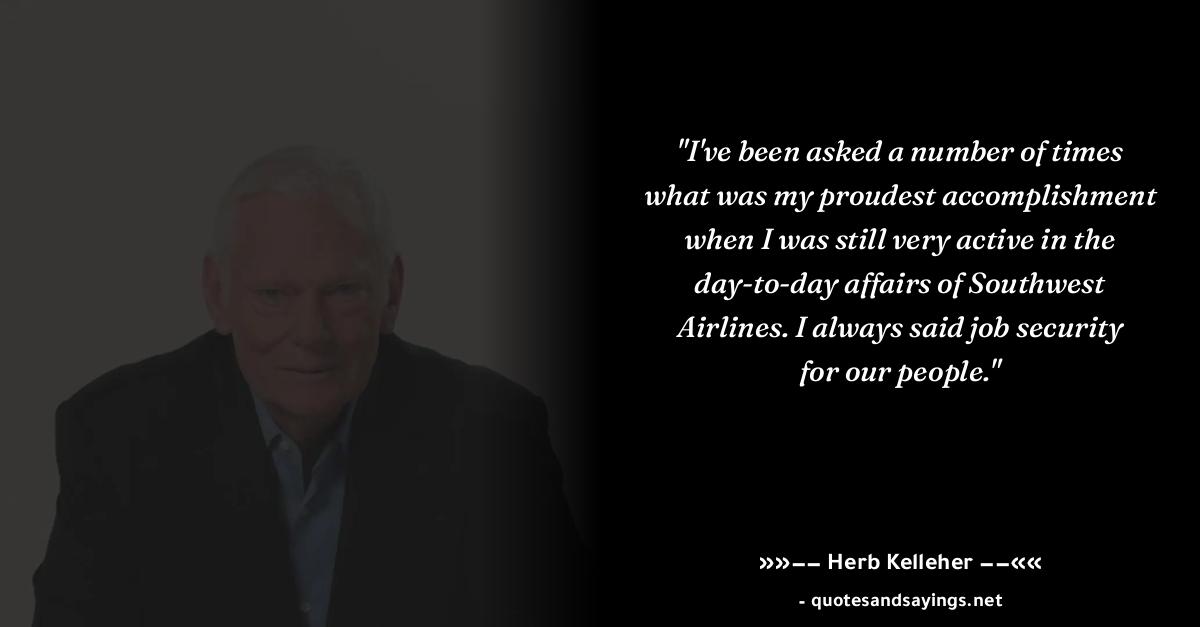 "I've been asked a number of times
what was my proudest accomplishment
when I was still very active in the
day-to-day affairs of Southwest
Airlines. I always said job security
for our people."
»»-- Herb Kelleher --««
- quotesandsayings.net